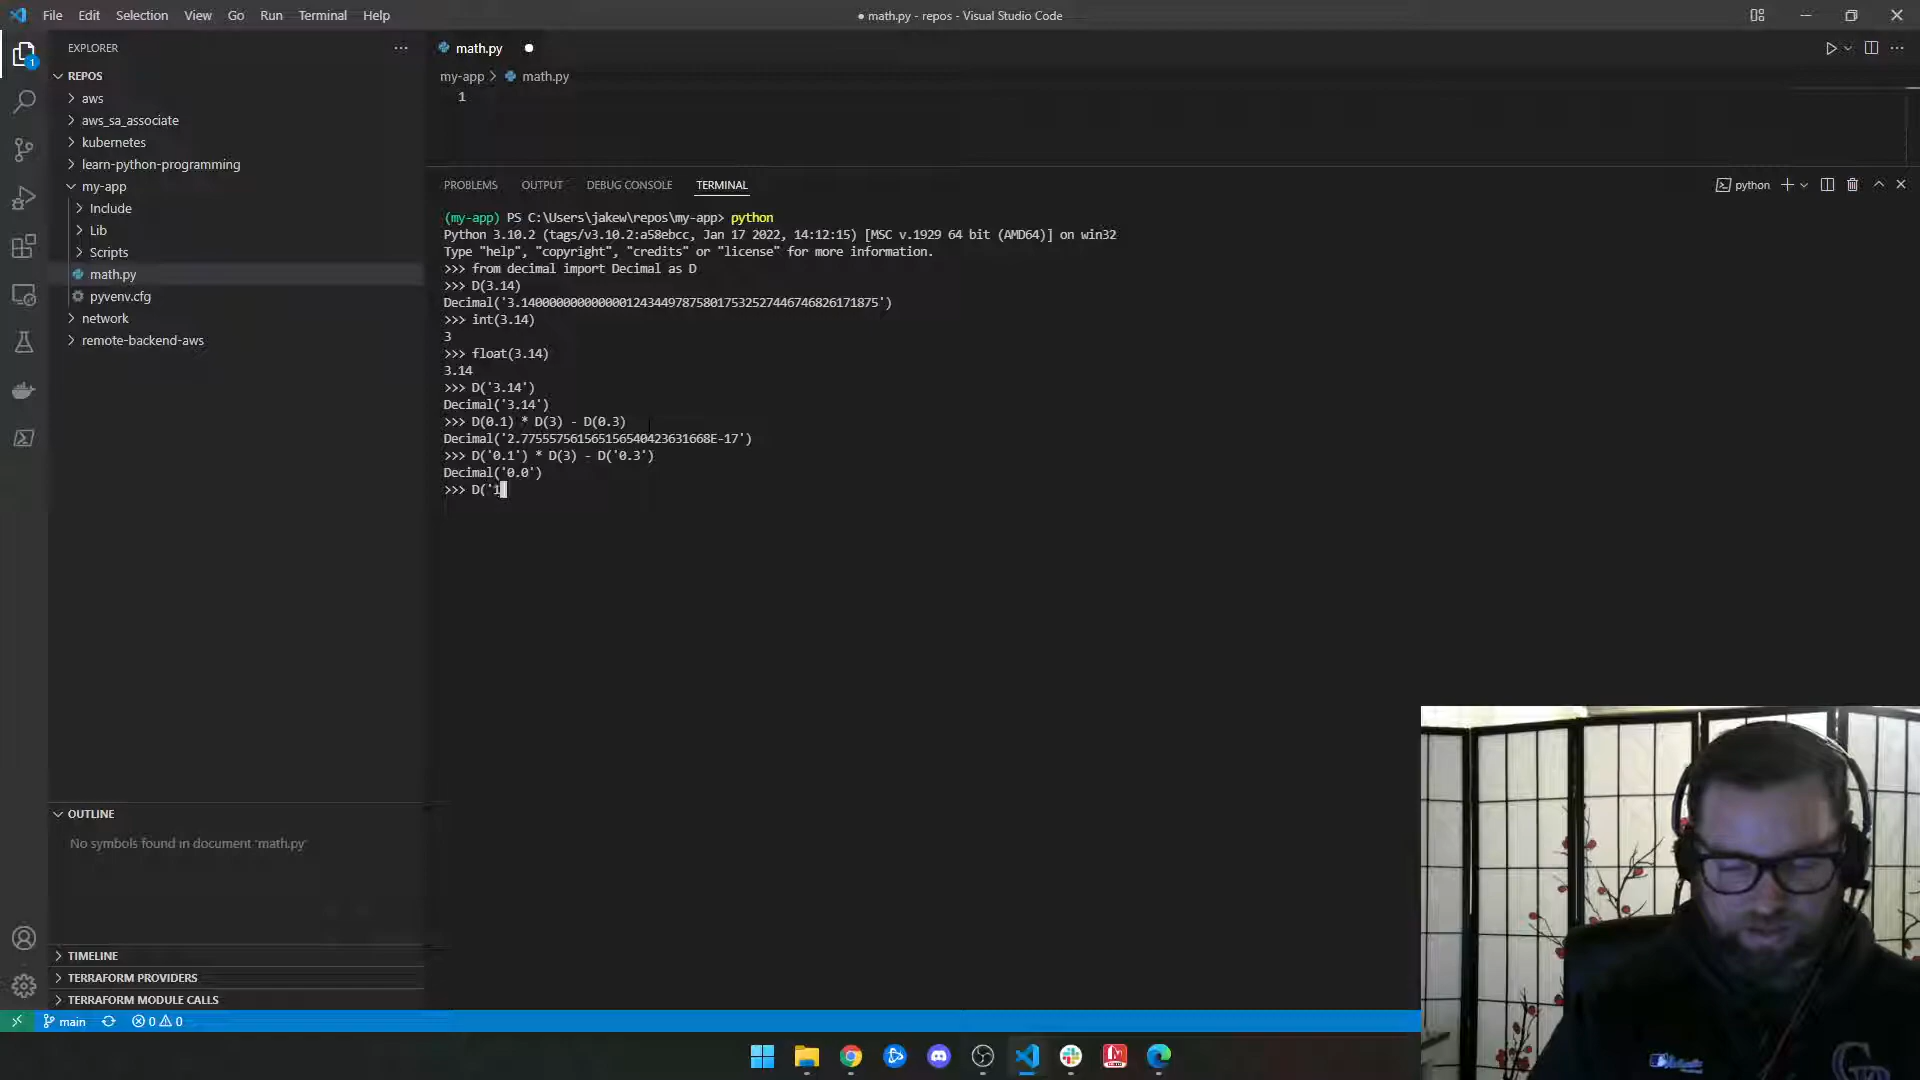 File Edit Selection View Go Run Terminal Help
● math.py - repos - Visual Studio Code
EXPLORER
REPOS
aws
aws_sa_associate
kubernetes
learn-python-programming
my-app
Include
Lib
Scripts
math.py
pyvenv.cfg
network
remote-backend-aws
OUTLINE
No symbols found in document 'math.py'
TIMELINE
TERRAFORM PROVIDERS
TERRAFORM MODULE CALLS
1
math.py
my-app > math.py
1
PROBLEMS OUTPUT DEBUG CONSOLE TERMINAL
python
(my-app) PS C:\Users\jakew\repos\my-app> python
Python 3.10.2 (tags/v3.10.2:a58ebcc, Jan 17 2022, 14:12:15) [MSC v.1929 64 bit (AMD64)] on win32
Type "help", "copyright", "credits" or "license" for more information.
>>> from decimal import Decimal as D
>>> D(3.14)
Decimal('3.140000000000000124344978758017532527446746826171875')
>>> int(3.14)
3
>>> float(3.14)
3.14
>>> D('3.14')
Decimal('3.14')
>>> D(0.1) * D(3) - D(0.3)
Decimal('2.775557561565156540423631668E-17')
>>> D('0.1') * D(3) - D('0.3')
Decimal('0.0')
>>> D('1
main 0 0